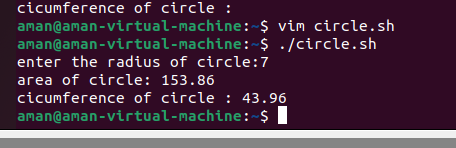 cicumference of circle :
aman@aman-virtual-machine:~$ vim circle.sh
aman@aman-virtual-machine:~$ ./circle.sh
enter the radius of circle:7
area of circle: 153.86
cicumference of circle : 43.96
aman@aman-virtual-machine:~$